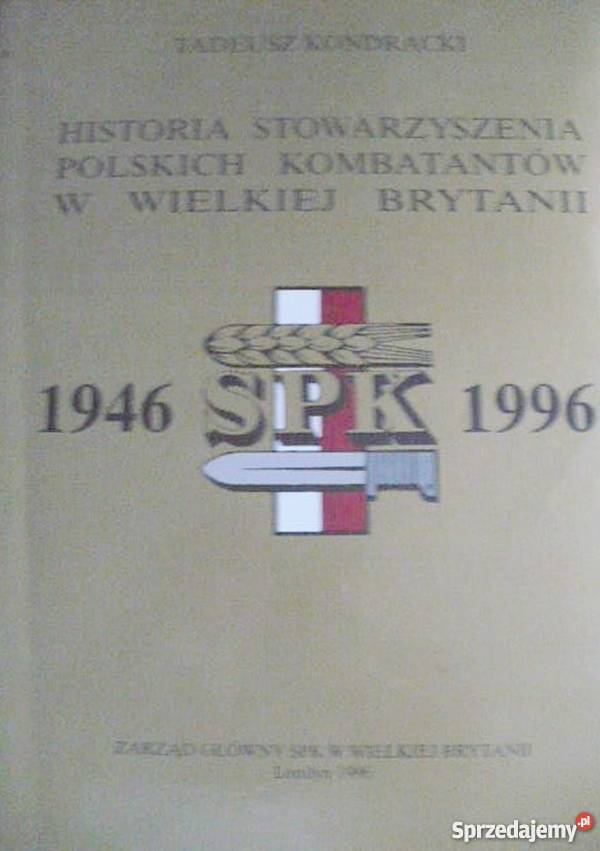 TADEUSZ KONDRACKI
HISTORIA STOWARZYSZENIA
POLSKICH KOMBATANTÓW
W WIELKIEJ BRYTANII
1946 SPK 1996
ZARZĄD GŁÓWNY SPK W WIELKIEJ BRYTANII
Londyn 1996
Sprzedajemy.pl